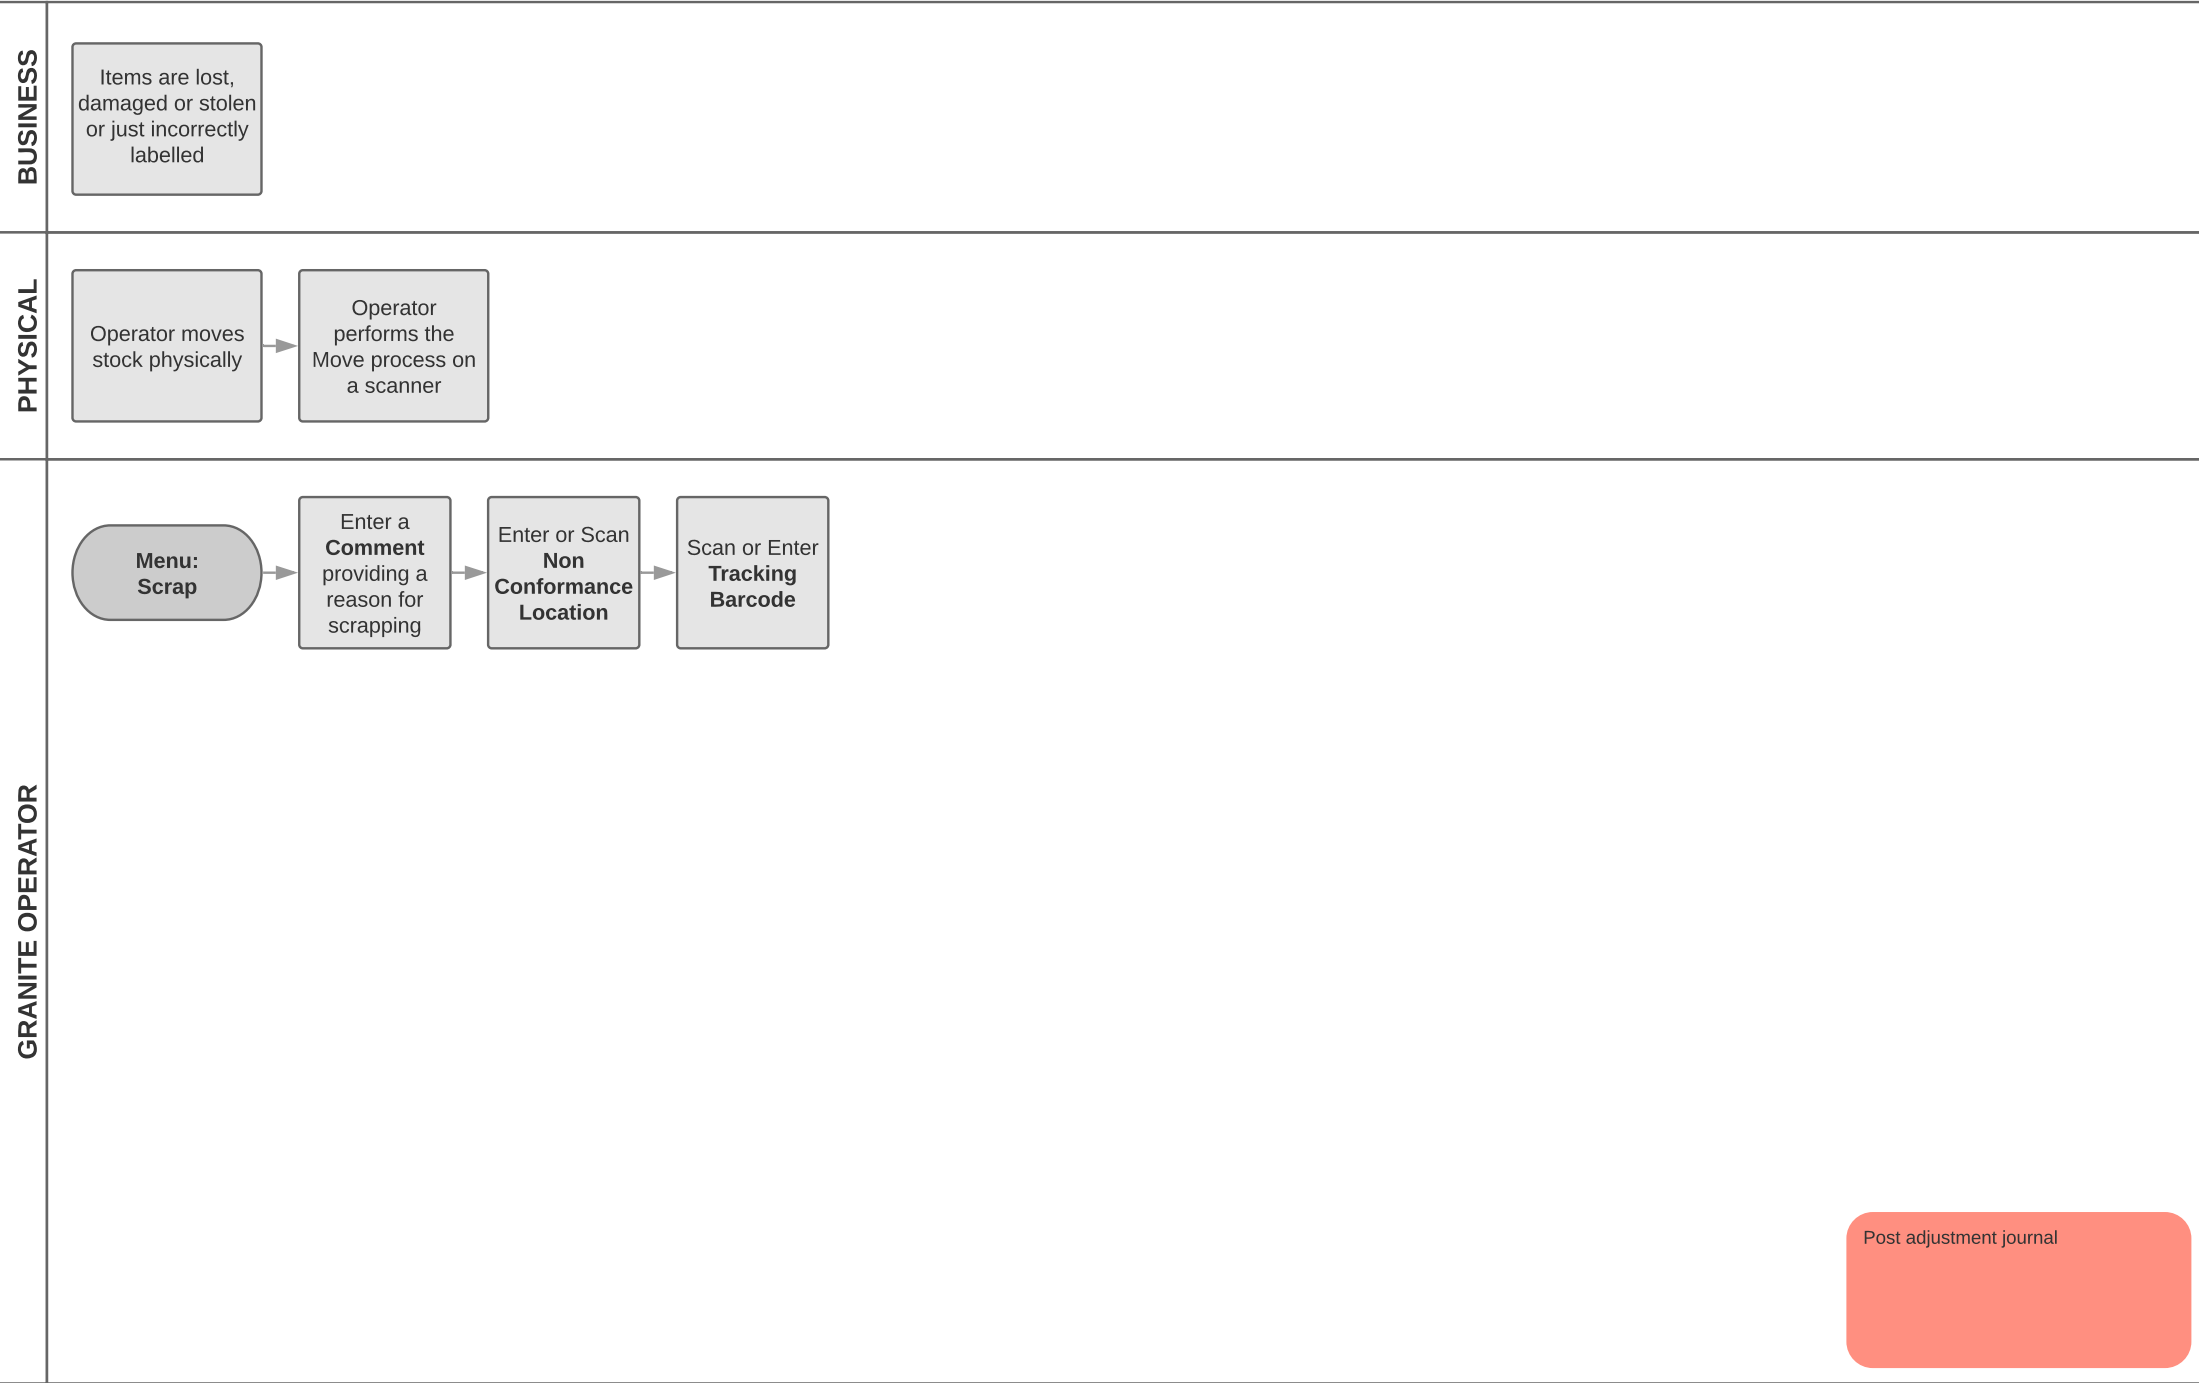 BUSINESS
Items are lost,
damaged or stolen
or just incorrectly
labelled
PHYSICAL
Operator moves
stock physically
Operator
performs the
Move process on
a scanner
GRANITE OPERATOR
Menu:
Scrap
Enter a
Comment
providing a
reason for
scrapping
Enter or Scan
Non
Conformance
Location
Scan or Enter
Tracking
Barcode
Post adjustment journal